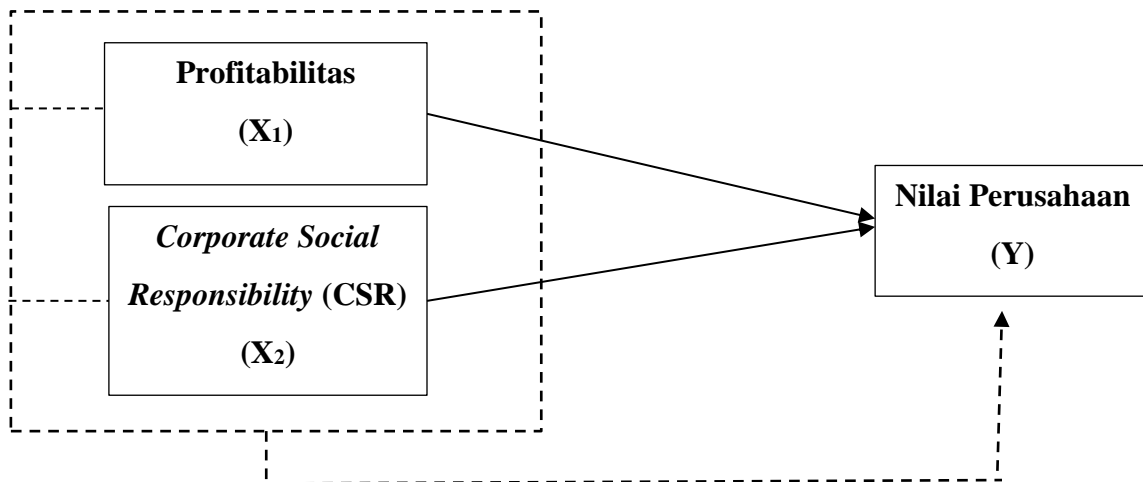 Profitabilitas
(X₁)
Corporate Social
Responsibility (CSR)
(X₂)
Nilai Perusahaan
(Y)